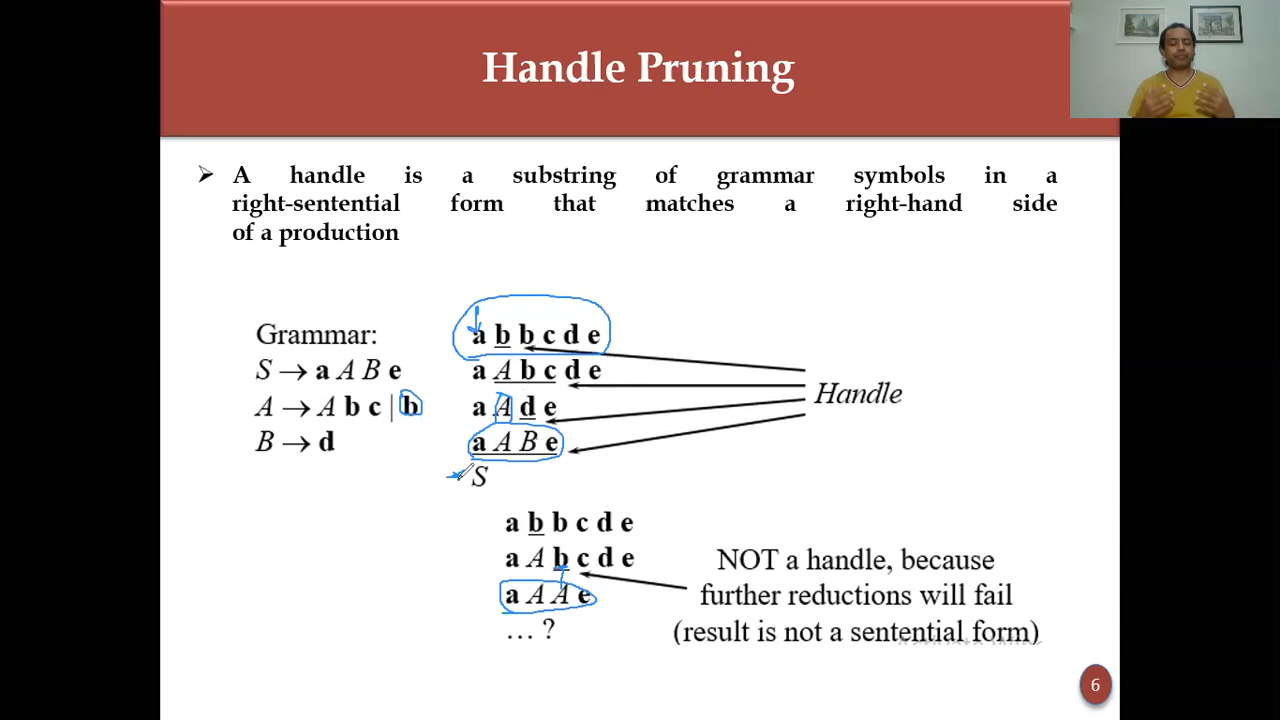 Handle Pruning
➢ A handle is a substring of grammar symbols in a
right-sentential form that matches a right-hand side
of a production
Grammar:
S → a A B e
A → A b c | b
B → d
a b b c d e
a A b c d e
a A d e
a A B e
S
Handle
a b b c d e
a A b c d e
a A A e
… ?
NOT a handle, because
further reductions will fail
(result is not a sentential form)
6